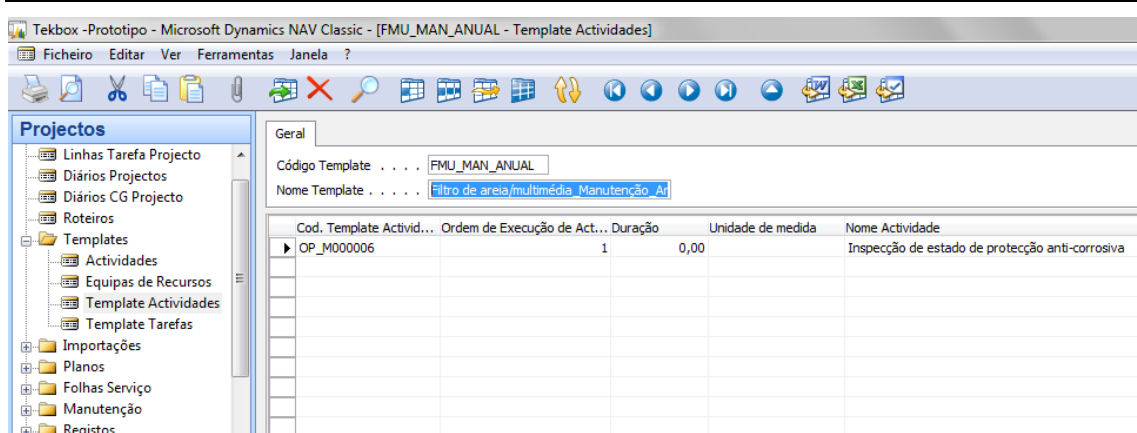 Tekbox -Prototipo - Microsoft Dynamics NAV Classic - [FMU_MAN_ANUAL - Template Actividades]
Ficheiro Editar Ver Ferramentas Janela ?
Projectos
Linhas Tarefa Projecto
Diários Projectos
Diários CG Projecto
Roteiros
Templates
Actividades
Equipas de Recursos
Template Actividades
Template Tarefas
Importações
Planos
Folhas Serviço
Manutenção
Registos
Geral
Código Template . . . . FMU_MAN_ANUAL
Nome Template . . . . . Filtro de areia/multimédia_Manutenção_An
Cod. Template Activid... Ordem de Execução de Act... Duração Unidade de medida Nome Actividade
OP_M000006 1 0,00 Inspecção de estado de protecção anti-corrosiva